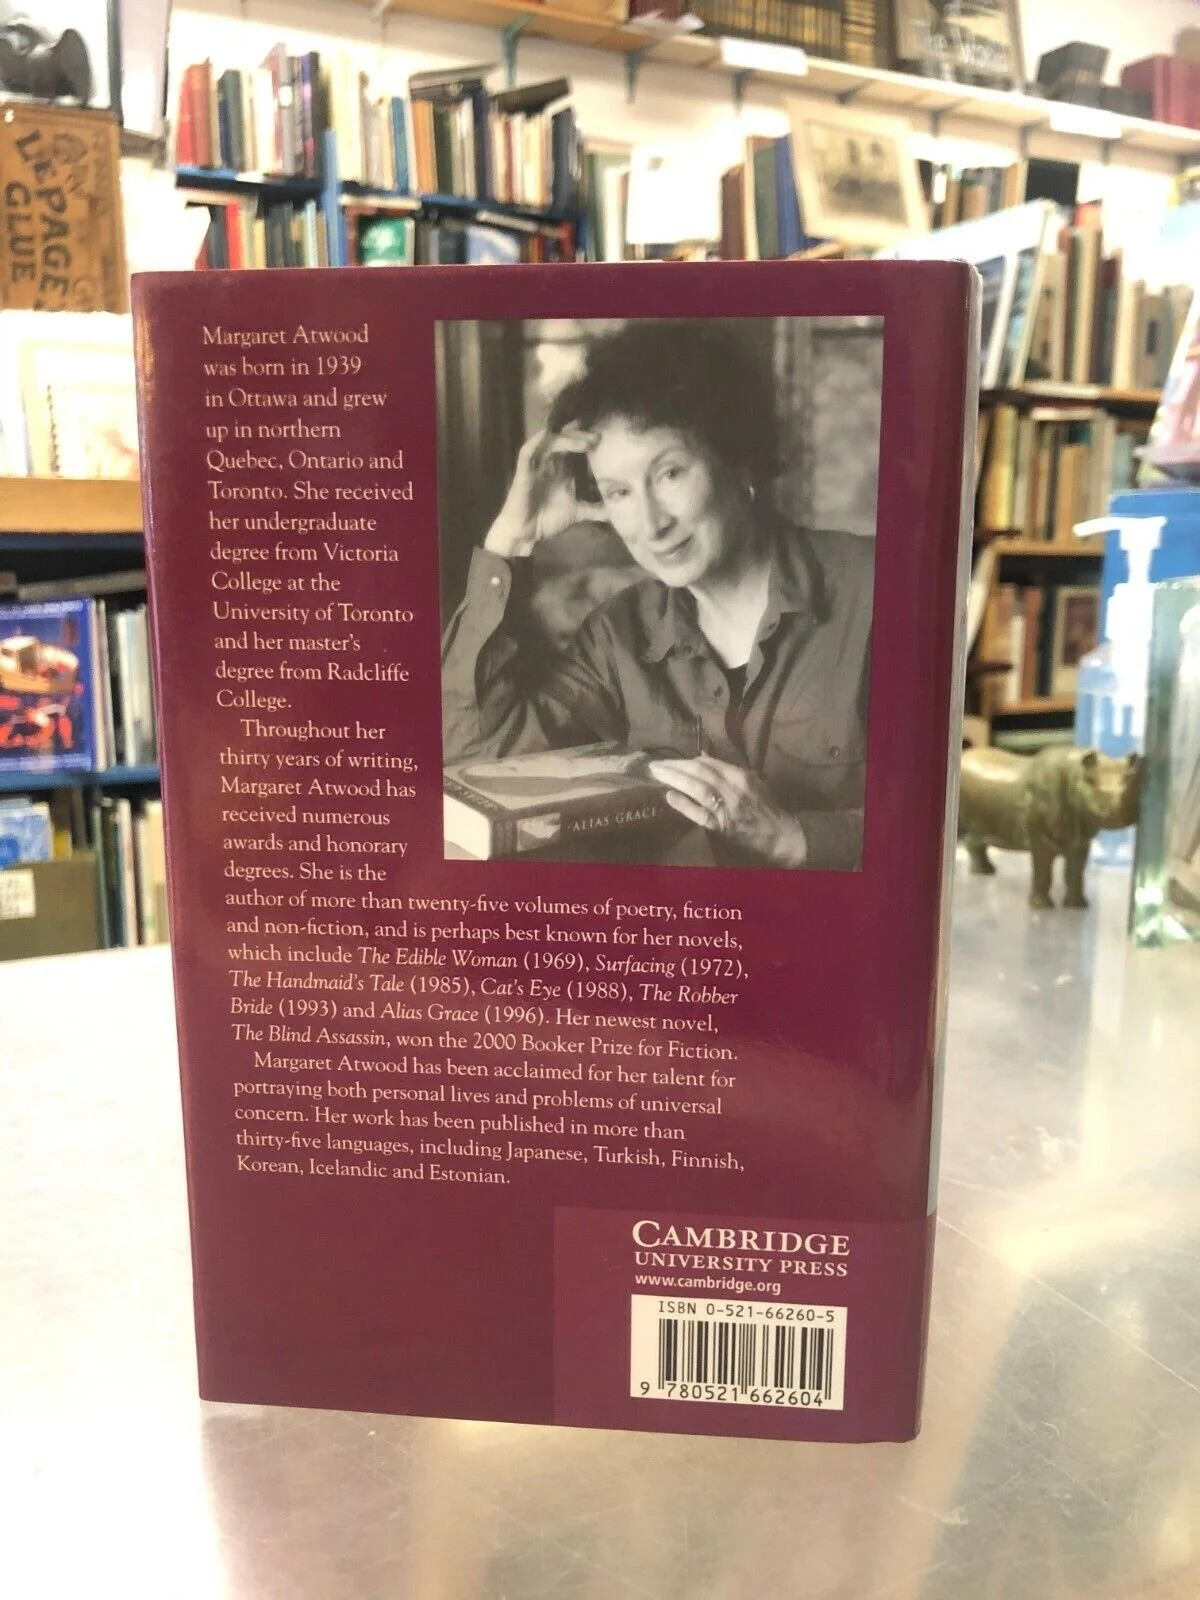 LePAGE'S
GLUE
Margaret Atwood
was born in 1939
in Ottawa and grew
up in northern
Quebec, Ontario and
Toronto. She received
her undergraduate
degree from Victoria
College at the
University of Toronto
and her master's
degree from Radcliffe
College.
Throughout her
thirty years of writing,
Margaret Atwood has
received numerous
awards and honorary
degrees. She is the
author of more than twenty-five volumes of poetry, fiction
and non-fiction, and is perhaps best known for her novels,
which include The Edible Woman (1969), Surfacing (1972),
The Handmaid's Tale (1985), Cat's Eye (1988), The Robber
Bride (1993) and Alias Grace (1996). Her newest novel,
The Blind Assassin, won the 2000 Booker Prize for Fiction.
Margaret Atwood has been acclaimed for her talent for
portraying both personal lives and problems of universal
concern. Her work has been published in more than
thirty-five languages, including Japanese, Turkish, Finnish,
Korean, Icelandic and Estonian.
ALIAS GRACE
CAMBRIDGE
UNIVERSITY PRESS
www.cambridge.org
ISBN 0-521-66260-5
9 780521 662604